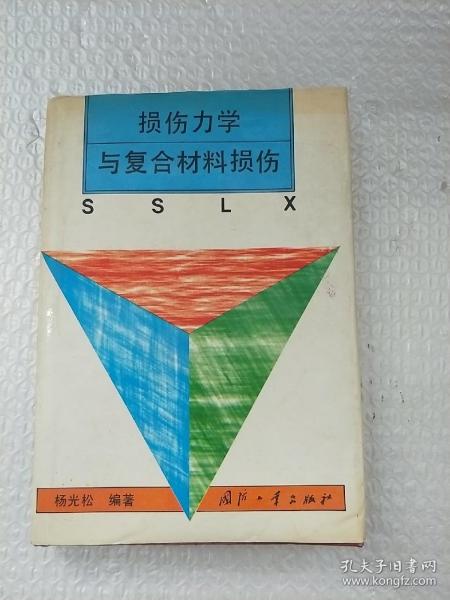 损伤力学
与复合材料损伤
S S L X
杨光松 编著
国防工业出版社
孔夫子旧书网
www.kongfz.com